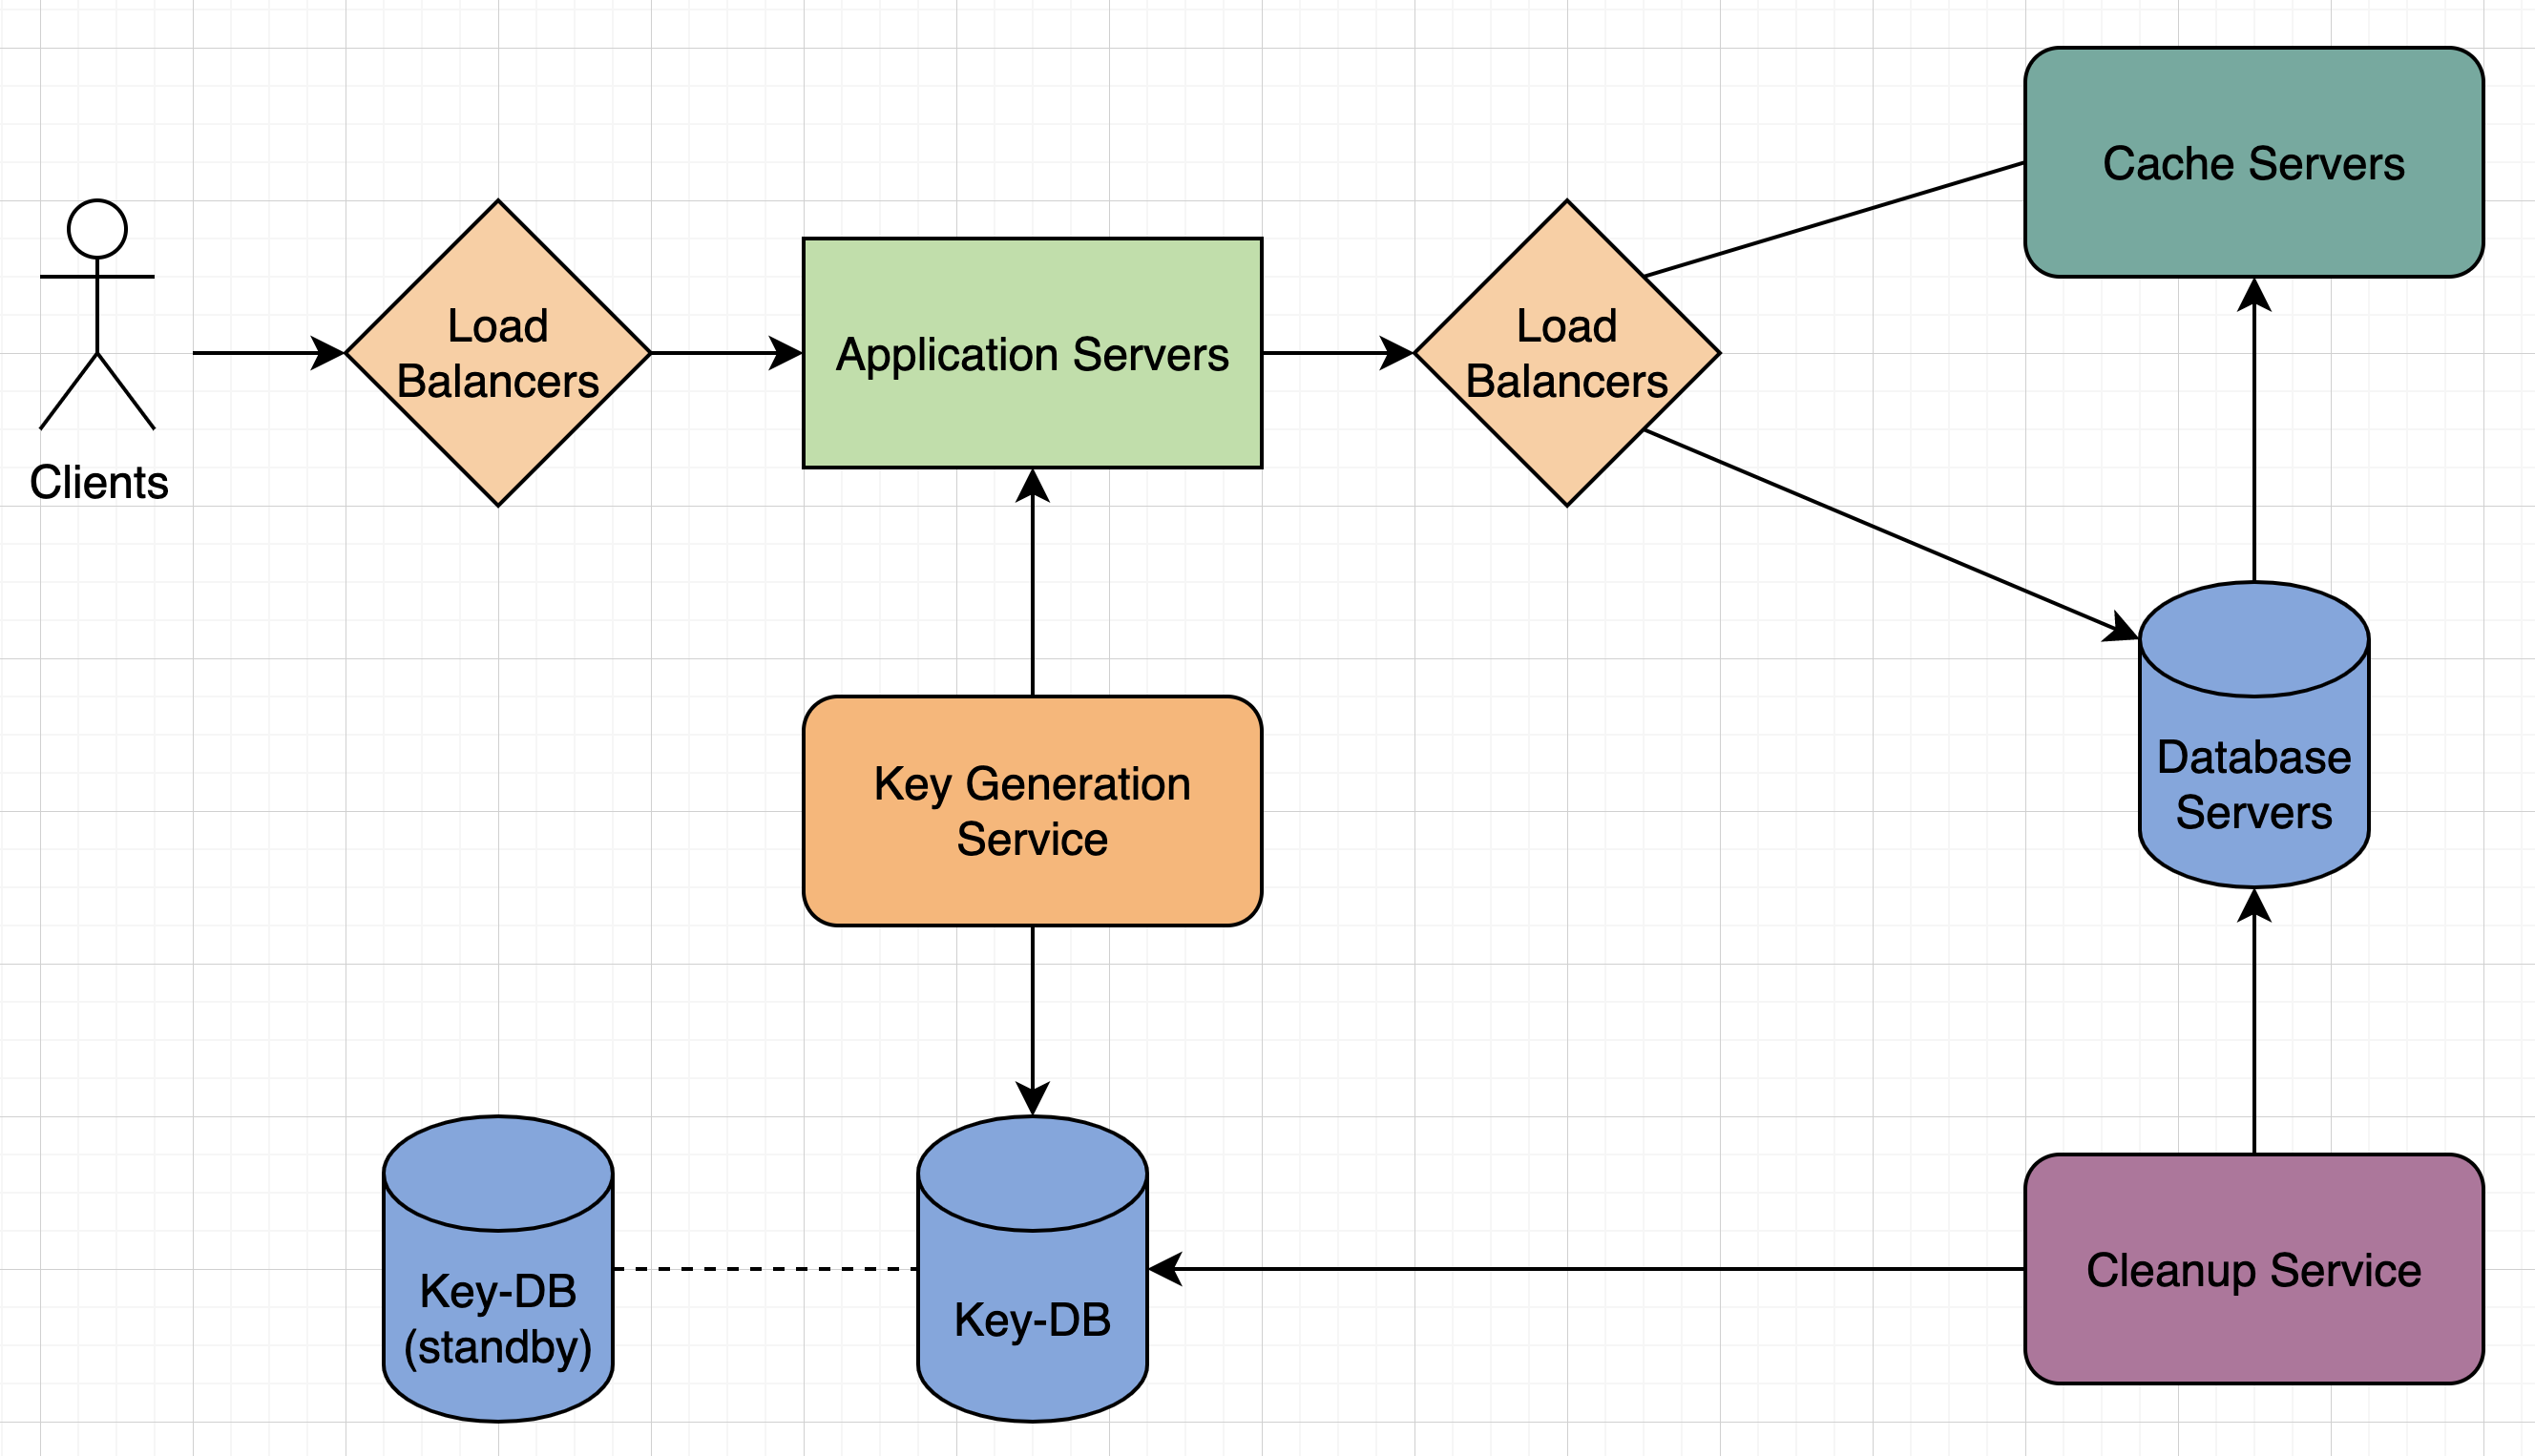 Cache Servers
Load
Balancers
Application Servers
Load
Balancers
Clients
Key Generation
Service
Database
Servers
Key-DB
(standby)
Key-DB
Cleanup Service